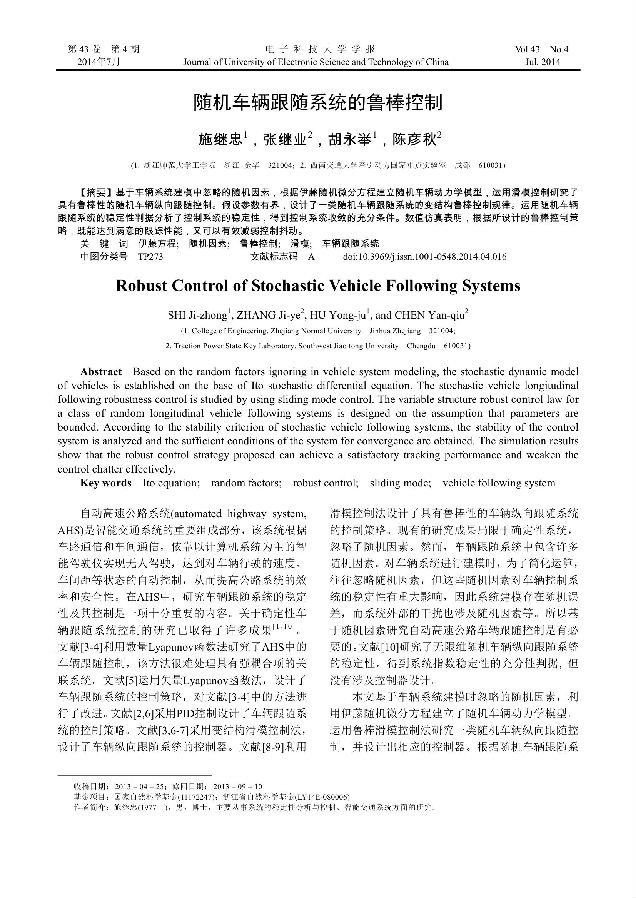 第 43 卷 第 4 期 电 子 科 技 大 学 学 报 Vol.43 No.4
2014年7月 Journal of University of Electronic Science and Technology of China Jul. 2014
随机车辆跟随系统的鲁棒控制
施继忠1，张继业2，胡永举1，陈彦秋2
(1. 浙江师范大学工学院 浙江 金华 321004; 2. 西南交通大学牵引动力国家重点实验室 成都 610031)
【摘要】基于车辆系统建模中忽略的随机因素，根据伊藤随机微分方程建立随机车辆动力学模型，运用滑模控制研究了
具有鲁棒性的随机车辆纵向跟随控制。假设参数有界，设计了一类随机车辆跟随系统的变结构鲁棒控制规律。运用随机车辆
跟随系统的稳定性判据分析了控制系统的稳定性，得到控制系统收敛的充分条件。数值仿真表明，根据所设计的鲁棒控制策
略，既能达到满意的跟踪性能，又可以有效减弱控制抖动。
关 键 词 伊藤方程; 随机因素; 鲁棒控制; 滑模; 车辆跟随系统
中图分类号 TP273 文献标志码 A doi:10.3969/j.issn.1001-0548.2014.04.016
Robust Control of Stochastic Vehicle Following Systems
SHI Ji-zhong1, ZHANG Ji-ye2, HU Yong-ju1, and CHEN Yan-qiu2
(1. College of Engineering, Zhejiang Normal University Jinhua Zhejiang 321004;
2. Traction Power State Key Laboratory, Southwest Jiaotong University Chengdu 610031)
Abstract Based on the random factors ignoring in vehicle system modeling, the stochastic dynamic model
of vehicles is established on the base of Ito stochastic differential equation. The stochastic vehicle longitudinal
following robustness control is studied by using sliding mode control. The variable structure robust control law for
a class of random longitudinal vehicle following systems is designed on the assumption that parameters are
bounded. According to the stability criterion of stochastic vehicle following systems, the stability of the control
system is analyzed and the sufficient conditions of the system for convergence are obtained. The simulation results
show that the robust control strategy proposed can achieve a satisfactory tracking performance and weaken the
control chatter effectively.
Key words Ito equation; random factors; robust control; sliding mode; vehicle following system
自动高速公路系统(automated highway system,
AHS)是智能交通系统的重要组成部分，该系统根据
车路通信和车间通信，依靠以计算机系统为主的智
能驾驶仪实现无人驾驶，达到对车辆行驶的速度、
车间距等状态的自动控制，从而提高公路系统的效
率和安全性。在AHS中，研究车辆跟随系统的稳定
性及其控制是一项十分重要的内容。关于确定性车
辆跟随系统控制的研究已取得了许多成果[1-10]。
文献[3-4]利用数量Lyapunov函数法研究了AHS中的
车辆跟随控制，该方法很难处理具有强耦合项的关
联系统，文献[5]运用矢量Lyapunov函数法，设计了
车辆跟随系统的控制策略，对文献[3-4]中的方法进
行了改进。文献[2,6]采用PID控制设计了车辆跟随系
统的控制策略。文献[3,6-7]采用变结构滑模控制法，
设计了车辆纵向跟随系统的控制器。文献[8-9]利用
滑模控制法设计了具有鲁棒性的车辆纵向跟随系统
的控制策略。现有的研究成果局限于确定性系统，
忽略了随机因素。然而，车辆跟随系统中包含许多
随机因素，对车辆系统进行建模时，为了简化运算，
往往忽略随机因素，但这些随机因素对车辆控制系
统的稳定性有重大影响，因此系统建模存在随机误
差，而系统外部的干扰也涉及随机因素等。所以基
于随机因素研究自动高速公路车辆跟随控制是有必
要的；文献[10]研究了无限维随机车辆纵向跟随系统
的稳定性，得到系统指数稳定性的充分性判据，但
没有涉及控制器设计。
本文基于车辆系统建模时忽略的随机因素，利
用伊藤随机微分方程建立了随机车辆动力学模型，
运用鲁棒滑模控制法研究一类随机车辆纵向跟随控
制，并设计出相应的控制器。根据随机车辆跟随系
收稿日期：2013－04－25；修回日期：2013－09－10
基金项目：国家自然科学基金(11172247)；浙江省自然科学基金(LY14E080006)
作者简介：施继忠(1977－)，男，博士，主要从事系统的稳定性分析与控制、智能交通系统方面的研究.